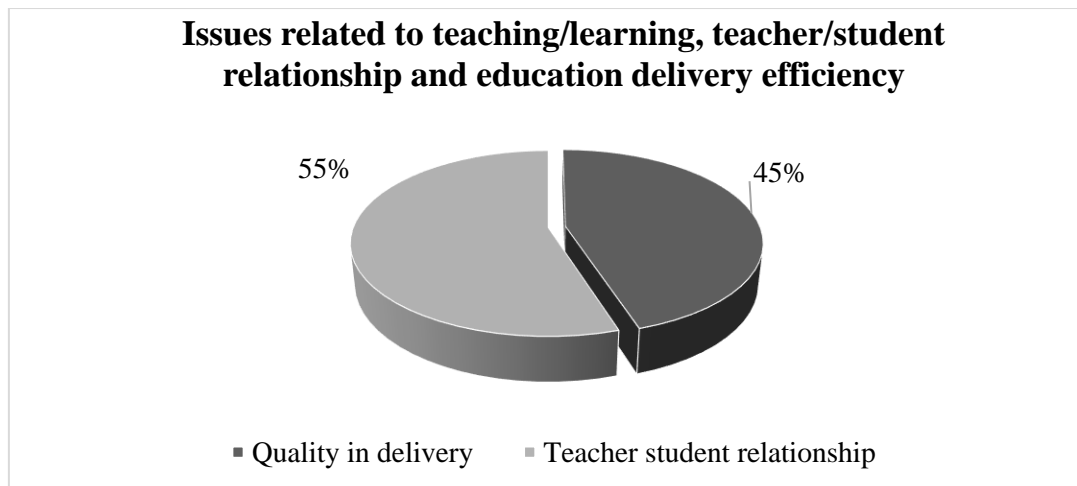 Issues related to teaching/learning, teacher/student
relationship and education delivery efficiency
55%
45%
Quality in delivery
Teacher student relationship